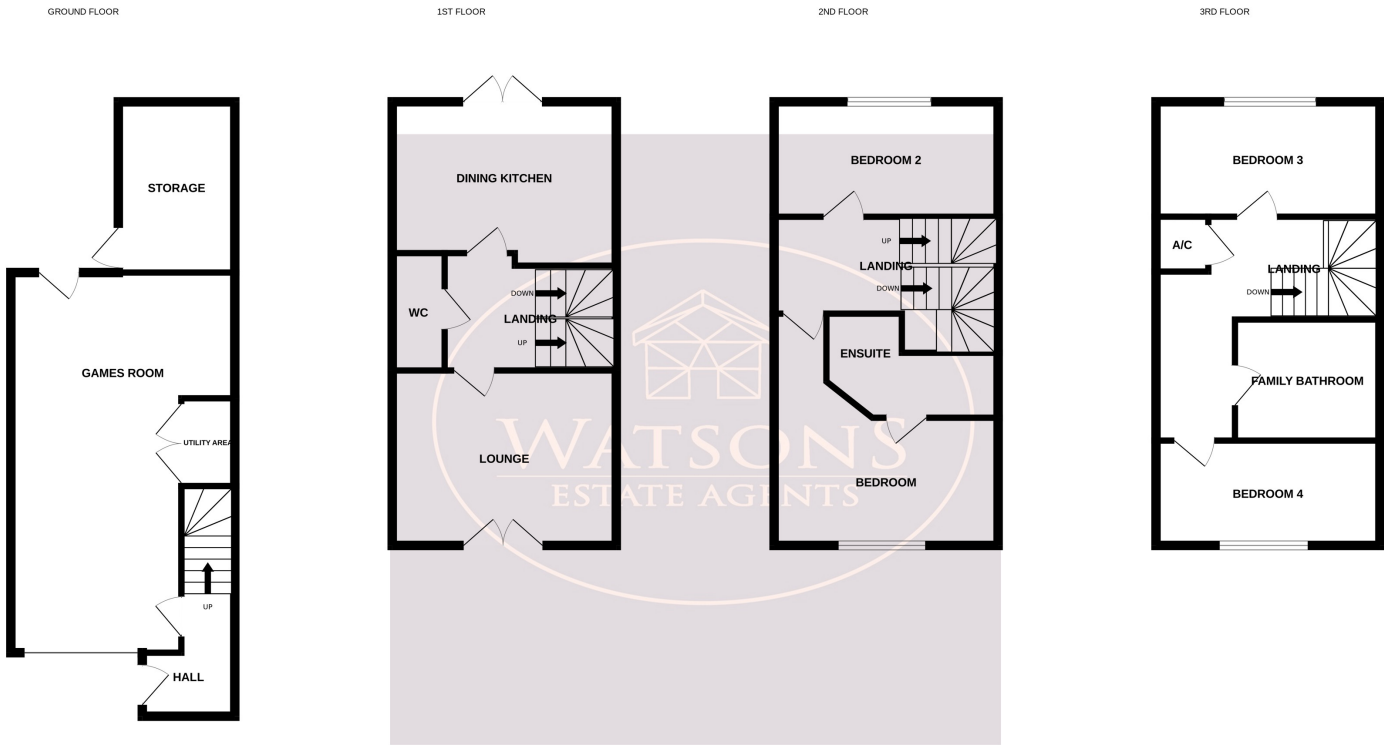 GROUND FLOOR
1ST FLOOR
2ND FLOOR
3RD FLOOR
STORAGE
GAMES ROOM
UTILITY AREA
UP
HALL
DINING KITCHEN
WC
DOWN
LANDING
UP
LOUNGE
BEDROOM 2
UP
LANDING
DOWN
ENSUITE
BEDROOM
BEDROOM 3
A/C
LANDING
DOWN
FAMILY BATHROOM
BEDROOM 4
WATSONS
ESTATE AGENTS